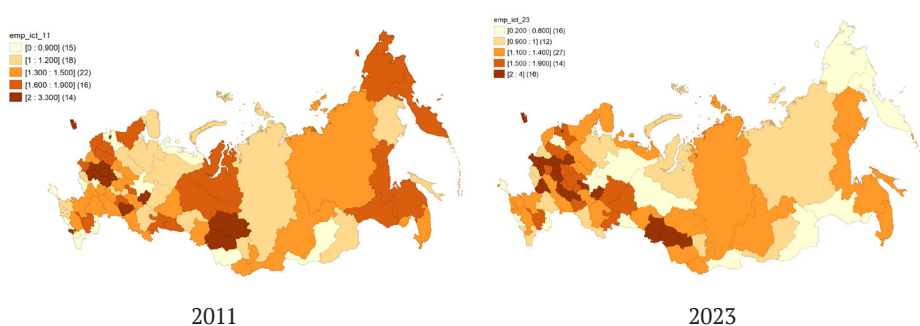 emp_ict_11
[0 : 0.900] (15)
[1 : 1.200] (18)
[1.300 : 1.500] (22)
[1.600 : 1.900] (16)
[2 : 3.300] (14)
emp_ict_23
[0.200 : 0.800] (16)
[0.900 : 1] (12)
[1.100 : 1.400] (27)
[1.500 : 1.900] (14)
[2 : 4] (16)
2011
2023